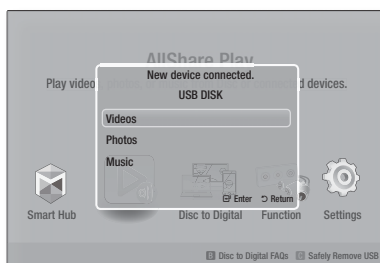 AllShare Play
Play video
connected devices.
New device connected.
USB DISK
Videos
Photos
Music
Enter
Return
Smart Hub
Disc to Digital
Function
Settings
B Disc to Digital FAQs
Safely Remove USB